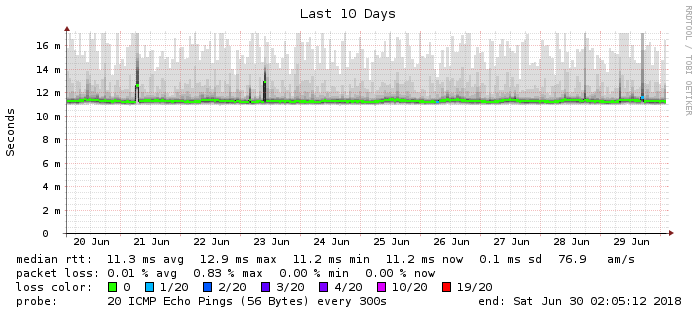 Last 10 Days
RRDTOOL / TOBI OETIKER
Seconds
16 m
14 m
12 m
10 m
8 m
6 m
4 m
2 m
0
20 Jun 21 Jun 22 Jun 23 Jun 24 Jun 25 Jun 26 Jun 27 Jun 28 Jun 29 Jun
median rtt: 11.3 ms avg 12.9 ms max 11.2 ms min 11.2 ms now 0.1 ms sd 76.9 am/s
packet loss: 0.01 % avg 0.83 % max 0.00 % min 0.00 % now
loss color: 0 1/20 2/20 3/20 4/20 10/20 19/20
probe: 20 ICMP Echo Pings (56 Bytes) every 300s end: Sat Jun 30 02:05:12 2018